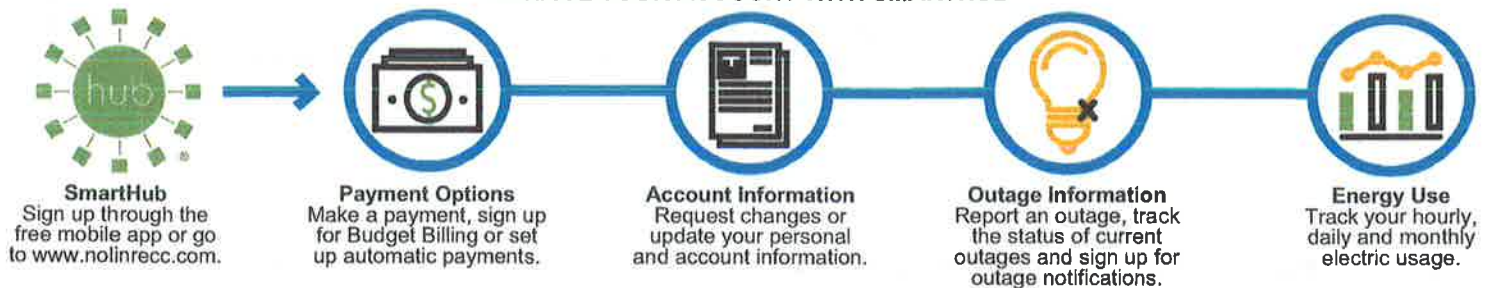 hub
®
SmartHub
Sign up through the
free mobile app or go
to www.nolinrecc.com.
$
Payment Options
Make a payment, sign up
for Budget Billing or set
up automatic payments.
Account Information
Request changes or
update your personal
and account information.
Outage Information
Report an outage, track
the status of current
outages and sign up for
outage notifications.
Energy Use
Track your hourly,
daily and monthly
electric usage.